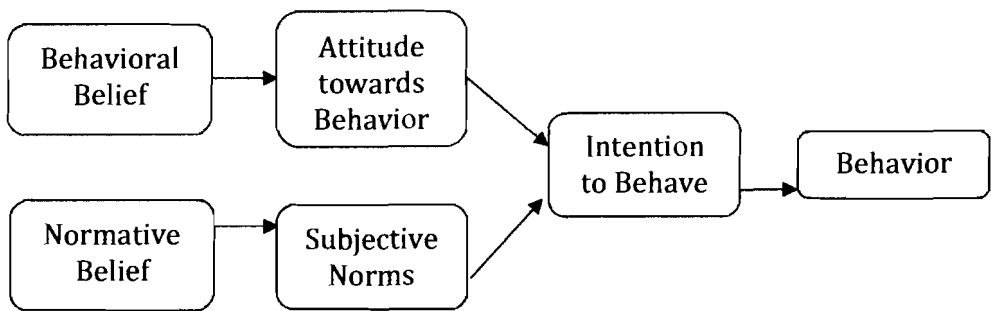 Behavioral
Belief
Attitude
towards
Behavior
Normative
Belief
Subjective
Norms
Intention
to Behave
Behavior